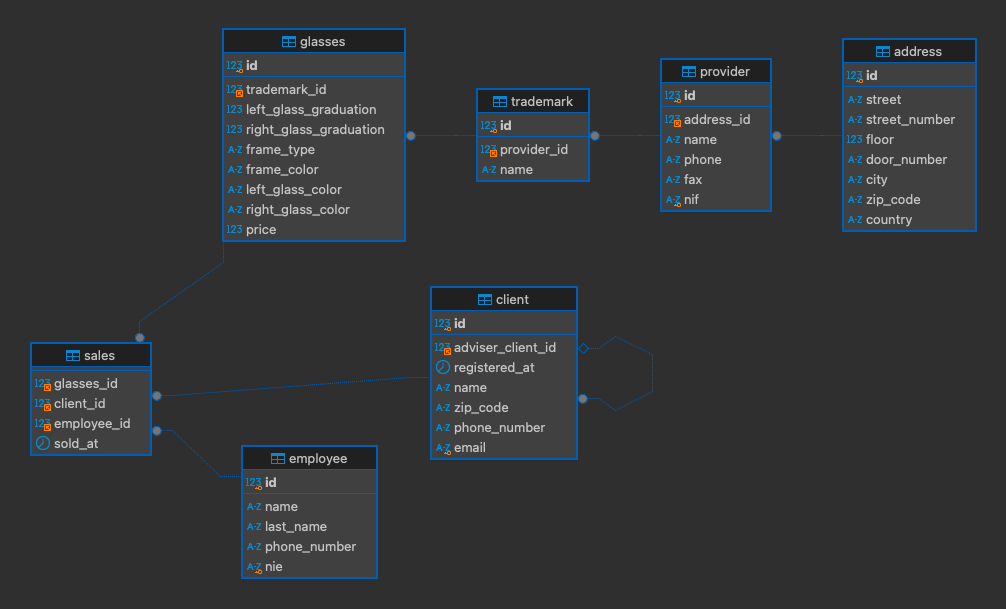 glasses
123 id
123 trademark_id
123 left_glass_graduation
123 right_glass_graduation
A-Z frame_type
A-Z frame_color
A-Z left_glass_color
A-Z right_glass_color
123 price
trademark
123 id
123 provider_id
A-Z name
provider
123 id
123 address_id
A-Z name
A-Z phone
A-Z fax
A-Z nif
address
123 id
A-Z street
A-Z street_number
123 floor
A-Z door_number
A-Z city
A-Z zip_code
A-Z country
sales
123 glasses_id
123 client_id
123 employee_id
sold_at
client
123 id
123 adviser_client_id
registered_at
A-Z name
A-Z zip_code
A-Z phone_number
A-Z email
employee
123 id
A-Z name
A-Z last_name
A-Z phone_number
A-Z nie